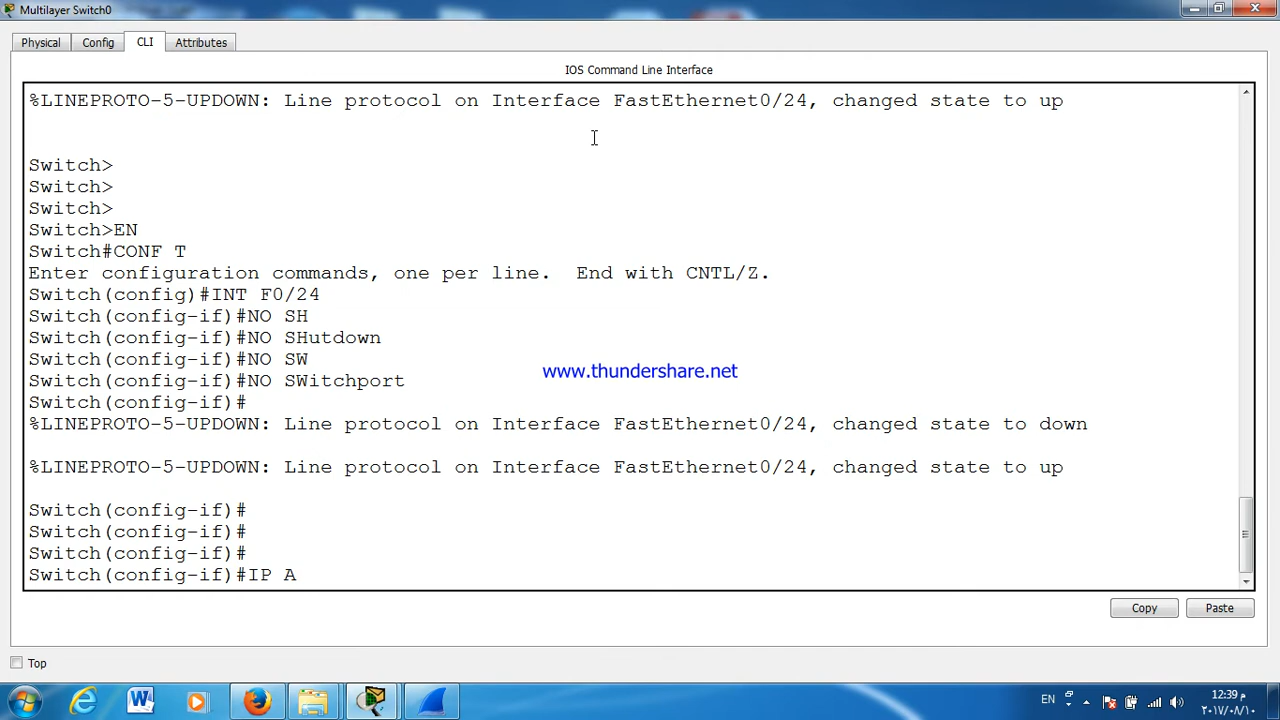 Multilayer Switch0
Physical
Config
CLI
Attributes
IOS Command Line Interface
%LINEPROTO-5-UPDOWN: Line protocol on Interface FastEthernet0/24, changed state to up
Switch>
Switch>
Switch>
Switch>EN
Switch#CONF T
Enter configuration commands, one per line.  End with CNTL/Z.
Switch(config)#INT F0/24
Switch(config-if)#NO SH
Switch(config-if)#NO SHutdown
Switch(config-if)#NO SW
Switch(config-if)#NO SWitchport
Switch(config-if)#
%LINEPROTO-5-UPDOWN: Line protocol on Interface FastEthernet0/24, changed state to down
%LINEPROTO-5-UPDOWN: Line protocol on Interface FastEthernet0/24, changed state to up
Switch(config-if)#
Switch(config-if)#
Switch(config-if)#
Switch(config-if)#IP A
www.thundershare.net
Copy
Paste
Top
EN
12:39 م
٢٠١٧/٠٨/١٠